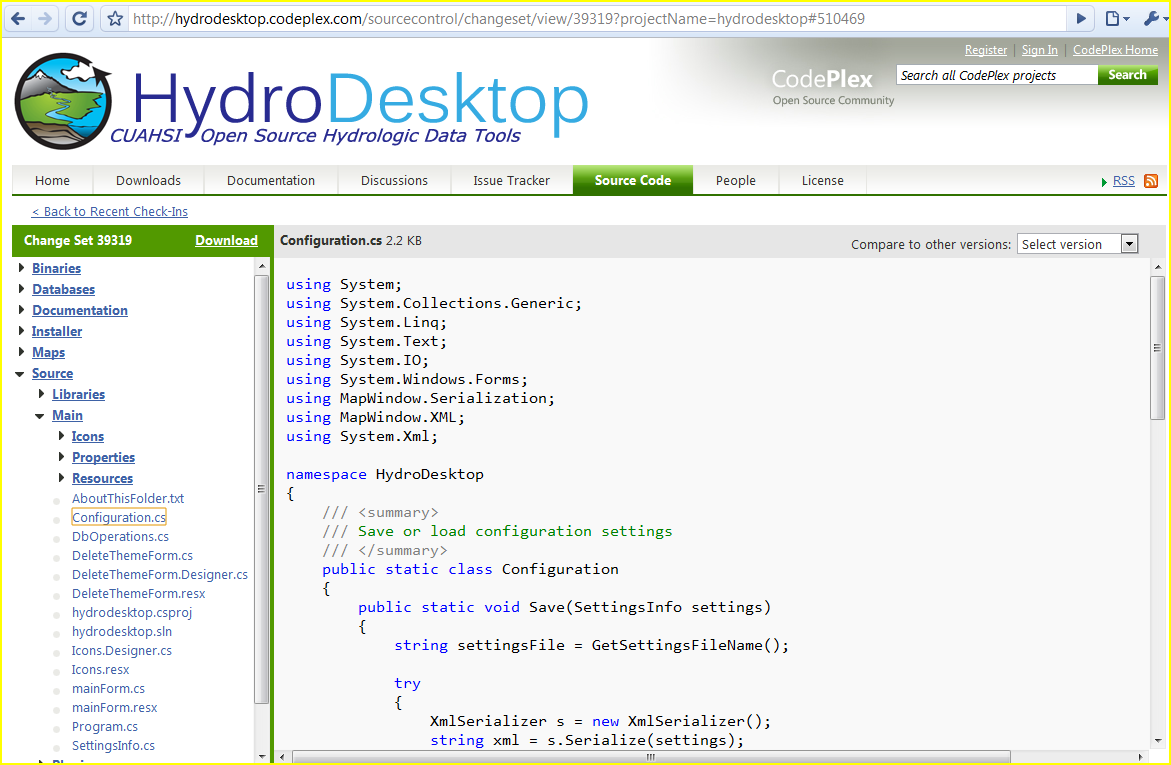 http://hydrodesktop.codeplex.com/sourcecontrol/changeset/view/39319?projectName=hydrodesktop#510469
Register | Sign In | CodePlex Home
HydroDesktop
CUAHSI Open Source Hydrologic Data Tools
CodePlex
Open Source Community
Search all CodePlex projects
Search
Home
Downloads
Documentation
Discussions
Issue Tracker
Source Code
People
License
RSS
< Back to Recent Check-Ins
Change Set 39319
Download
Binaries
Databases
Documentation
Installer
Maps
Source
Libraries
Main
Icons
Properties
Resources
AboutThisFolder.txt
Configuration.cs
DbOperations.cs
DeleteThemeForm.cs
DeleteThemeForm.Designer.cs
DeleteThemeForm.resx
hydrodesktop.csproj
hydrodesktop.sln
Icons.Designer.cs
Icons.resx
mainForm.cs
mainForm.resx
Program.cs
SettingsInfo.cs
Configuration.cs 2.2 KB
Compare to other versions:
Select version
using System;
using System.Collections.Generic;
using System.Linq;
using System.Text;
using System.IO;
using System.Windows.Forms;
using MapWindow.Serialization;
using MapWindow.XML;
using System.Xml;
namespace HydroDesktop
{
/// <summary>
/// Save or load configuration settings
/// </summary>
public static class Configuration
{
public static void Save(SettingsInfo settings)
{
string settingsFile = GetSettingsFileName();
try
{
XmlSerializer s = new XmlSerializer();
string xml = s.Serialize(settings);